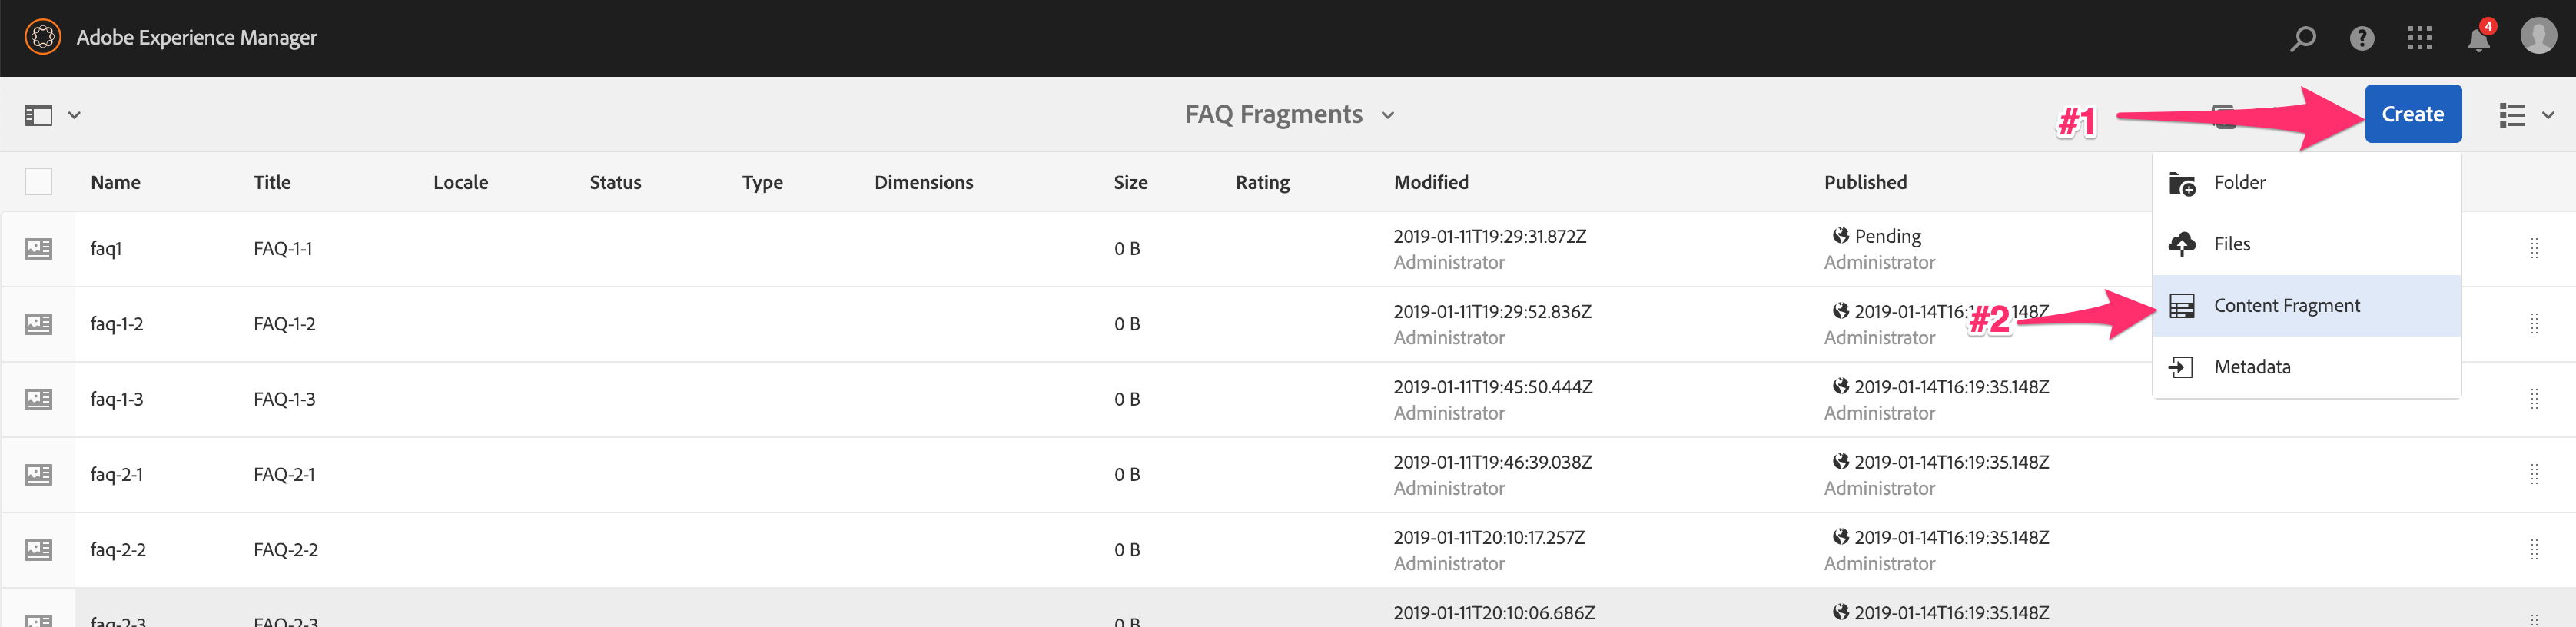 Adobe Experience Manager
4
FAQ Fragments
#1
Create
Name Title Locale Status Type Dimensions Size Rating Modified Published
Folder
Files
Content Fragment
Metadata
#2
faq1 FAQ-1-1 0 B 2019-01-11T19:29:31.872Z Pending
Administrator Administrator
faq-1-2 FAQ-1-2 0 B 2019-01-11T19:29:52.836Z 2019-01-14T16:19:35.148Z
Administrator Administrator
faq-1-3 FAQ-1-3 0 B 2019-01-11T19:45:50.444Z 2019-01-14T16:19:35.148Z
Administrator Administrator
faq-2-1 FAQ-2-1 0 B 2019-01-11T19:46:39.038Z 2019-01-14T16:19:35.148Z
Administrator Administrator
faq-2-2 FAQ-2-2 0 B 2019-01-11T20:10:17.257Z 2019-01-14T16:19:35.148Z
Administrator Administrator
faq-2-3 FAQ-2-3 0 B 2019-01-11T20:10:06.686Z 2019-01-14T16:19:35.148Z